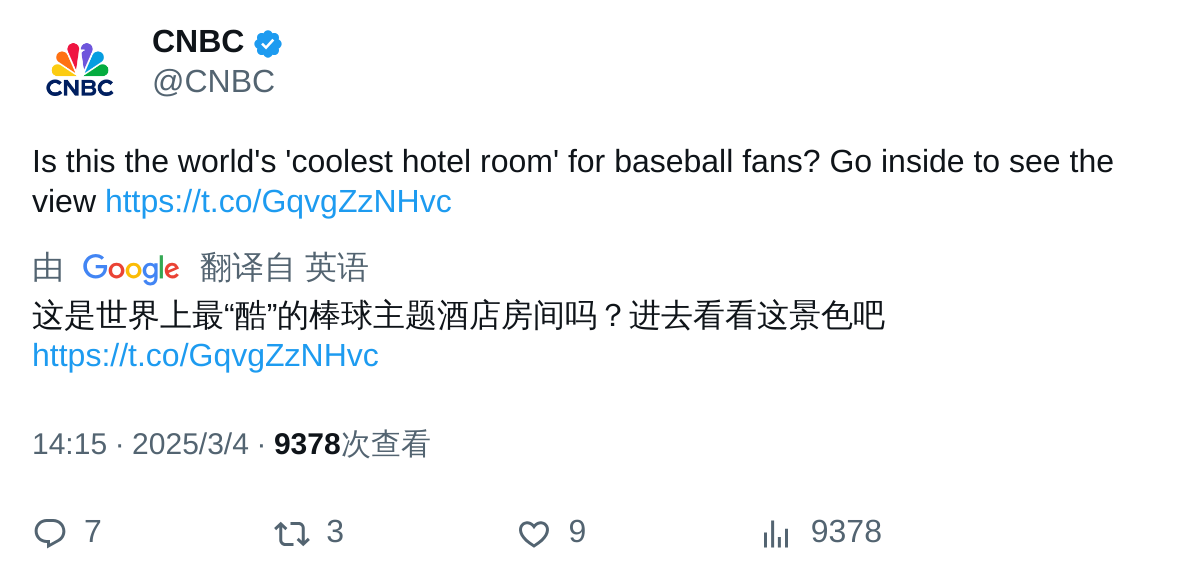 CNBC
CNBC
@CNBC
Is this the world's 'coolest hotel room' for baseball fans? Go inside to see the
view https://t.co/GqvgZzNHvc
由 Google 翻译自 英语
这是世界上最“酷”的棒球主题酒店房间吗？进去看看这景色吧
https://t.co/GqvgZzNHvc
14:15 · 2025/3/4 · 9378次查看
7 3 9 9378